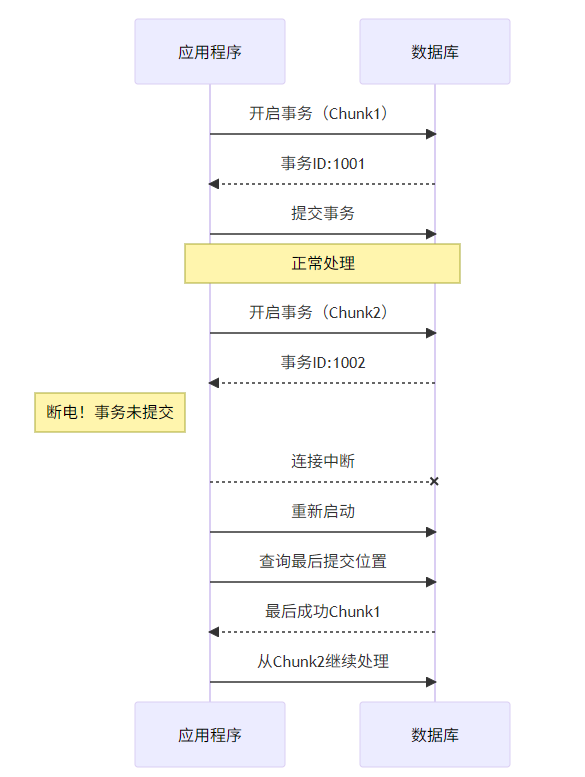 应用程序
数据库
开启事务（Chunk1）
事务ID:1001
提交事务
正常处理
开启事务（Chunk2）
事务ID:1002
断电！事务未提交
连接中断
重新启动
查询最后提交位置
最后成功Chunk1
从Chunk2继续处理
应用程序
数据库